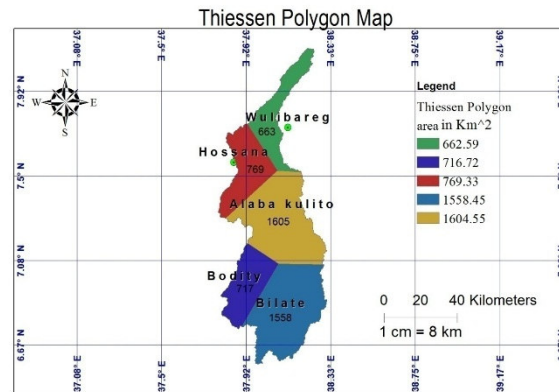 Thiessen Polygon Map
37.08° E 37.5° E 37.92° E 38.33° E 38.75° E 39.17° E
N
W E
S
7.92° N
7.5° N
7.08° N
6.67° N
Wulibareg
663
Hossana
769
Alaba kulito
1605
Bodity
717
Bilate
1558
Legend
Thiessen Polygon
area in Km^2
662.59
716.72
769.33
1558.45
1604.55
0 20 40 Kilometers
1 cm = 8 km
37.08° E 37.5° E 37.92° E 38.33° E 38.75° E 39.17° E